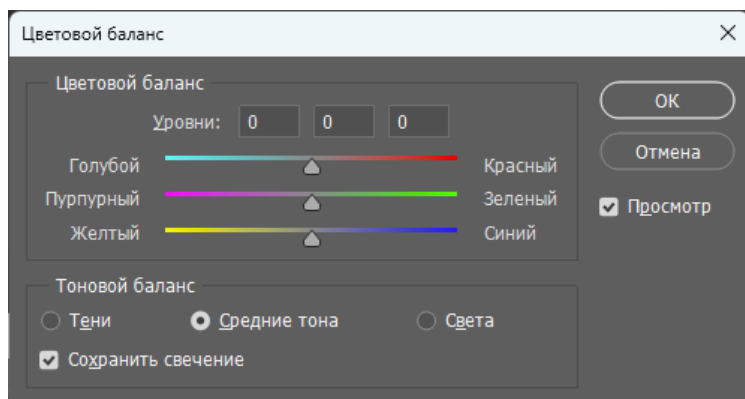 Цветовой баланс
Цветовой баланс
Уровни: 0 0 0
Голубой Красный
Пурпурный Зеленый
Желтый Синий
Тоновой баланс
Тени Средние тона Света
Сохранить свечение
ОК
Отмена
Просмотр